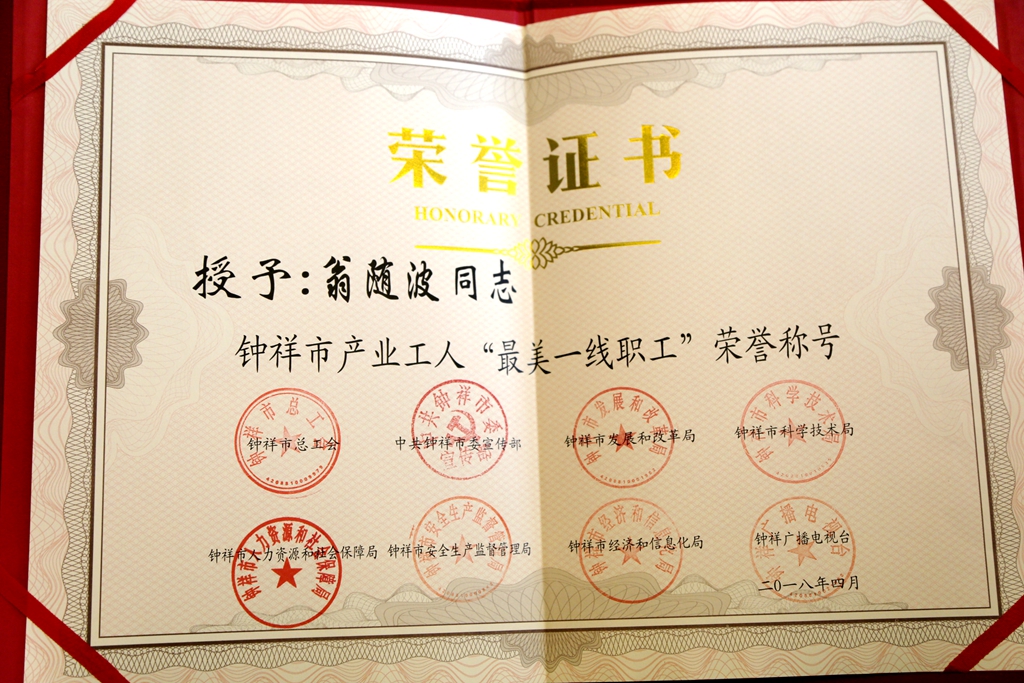 荣誉证书
HONORARY CREDENTIAL
授予:翁随波同志
钟祥市产业工人“最美一线职工”荣誉称号
钟祥市总工会 中共钟祥市委宣传部 钟祥市发展和改革局 钟祥市科学技术局
钟祥市人力资源和社会保障局 钟祥市安全生产监督管理局 钟祥市经济和信息化局 钟祥广播电视台
二〇一八年四月